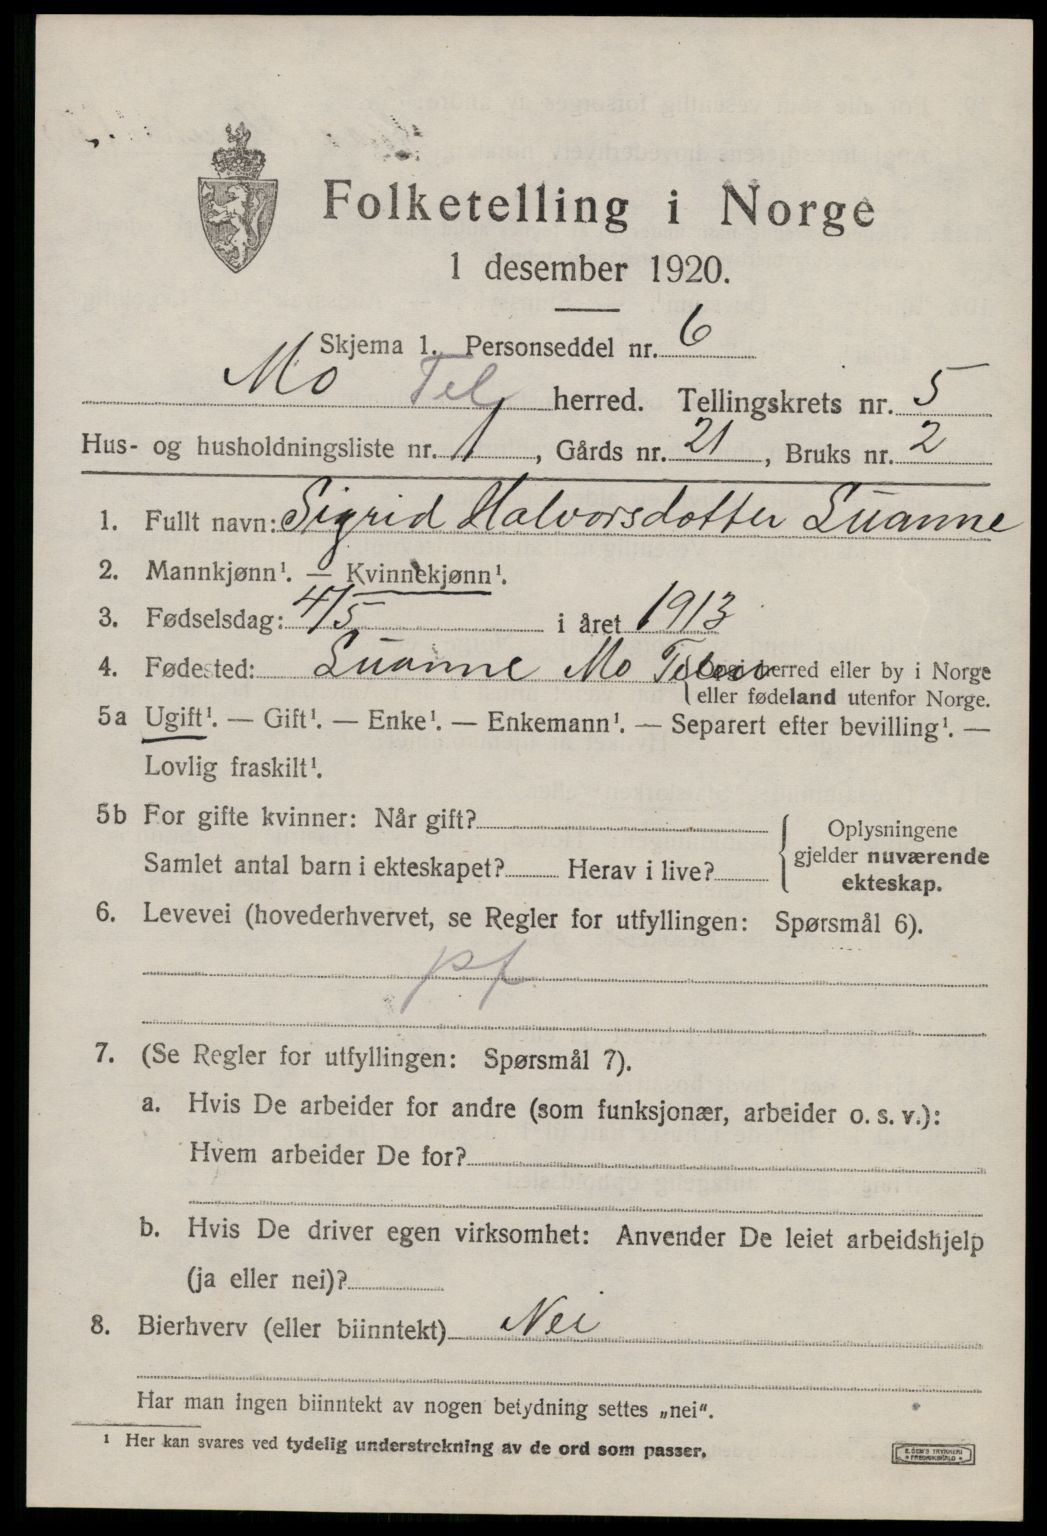 Folketelling i Norge
1 desember 1920.
Skjema 1. Personseddel nr. 6
Mo Tel herred. Tellingskrets nr. 5
Hus- og husholdningsliste nr. 1, Gårds nr. 21, Bruks nr. 2
1. Fullt navn: Sigrid Halvorsdotter Suanne
2. Mannkjønn¹. — Kvinnekjønn¹.
3. Fødselsdag: 4/5 i året 1913
4. Fødested: Suanne Mo herred eller by i Norge
eller fødeland utenfor Norge.
5a Ugift¹. — Gift¹. — Enke¹. — Enkemann¹. — Separert efter bevilling¹. —
Lovlig fraskilt¹.
5b For gifte kvinner: Når gift?
Samlet antal barn i ekteskapet? Herav i live?
Oplysningene
gjelder nuværende
ekteskap.
6. Levevei (hovederhvervet, se Regler for utfyllingen: Spørsmål 6).
pf
7. (Se Regler for utfyllingen: Spørsmål 7).
a. Hvis De arbeider for andre (som funksjonær, arbeider o. s. v.):
Hvem arbeider De for?
b. Hvis De driver egen virksomhet: Anvender De leiet arbeidshjelp
(ja eller nei)?
8. Bierhverv (eller biinntekt) Nei
Har man ingen biinntekt av nogen betydning settes „nei".
¹ Her kan svares ved tydelig understrekning av de ord som passer.